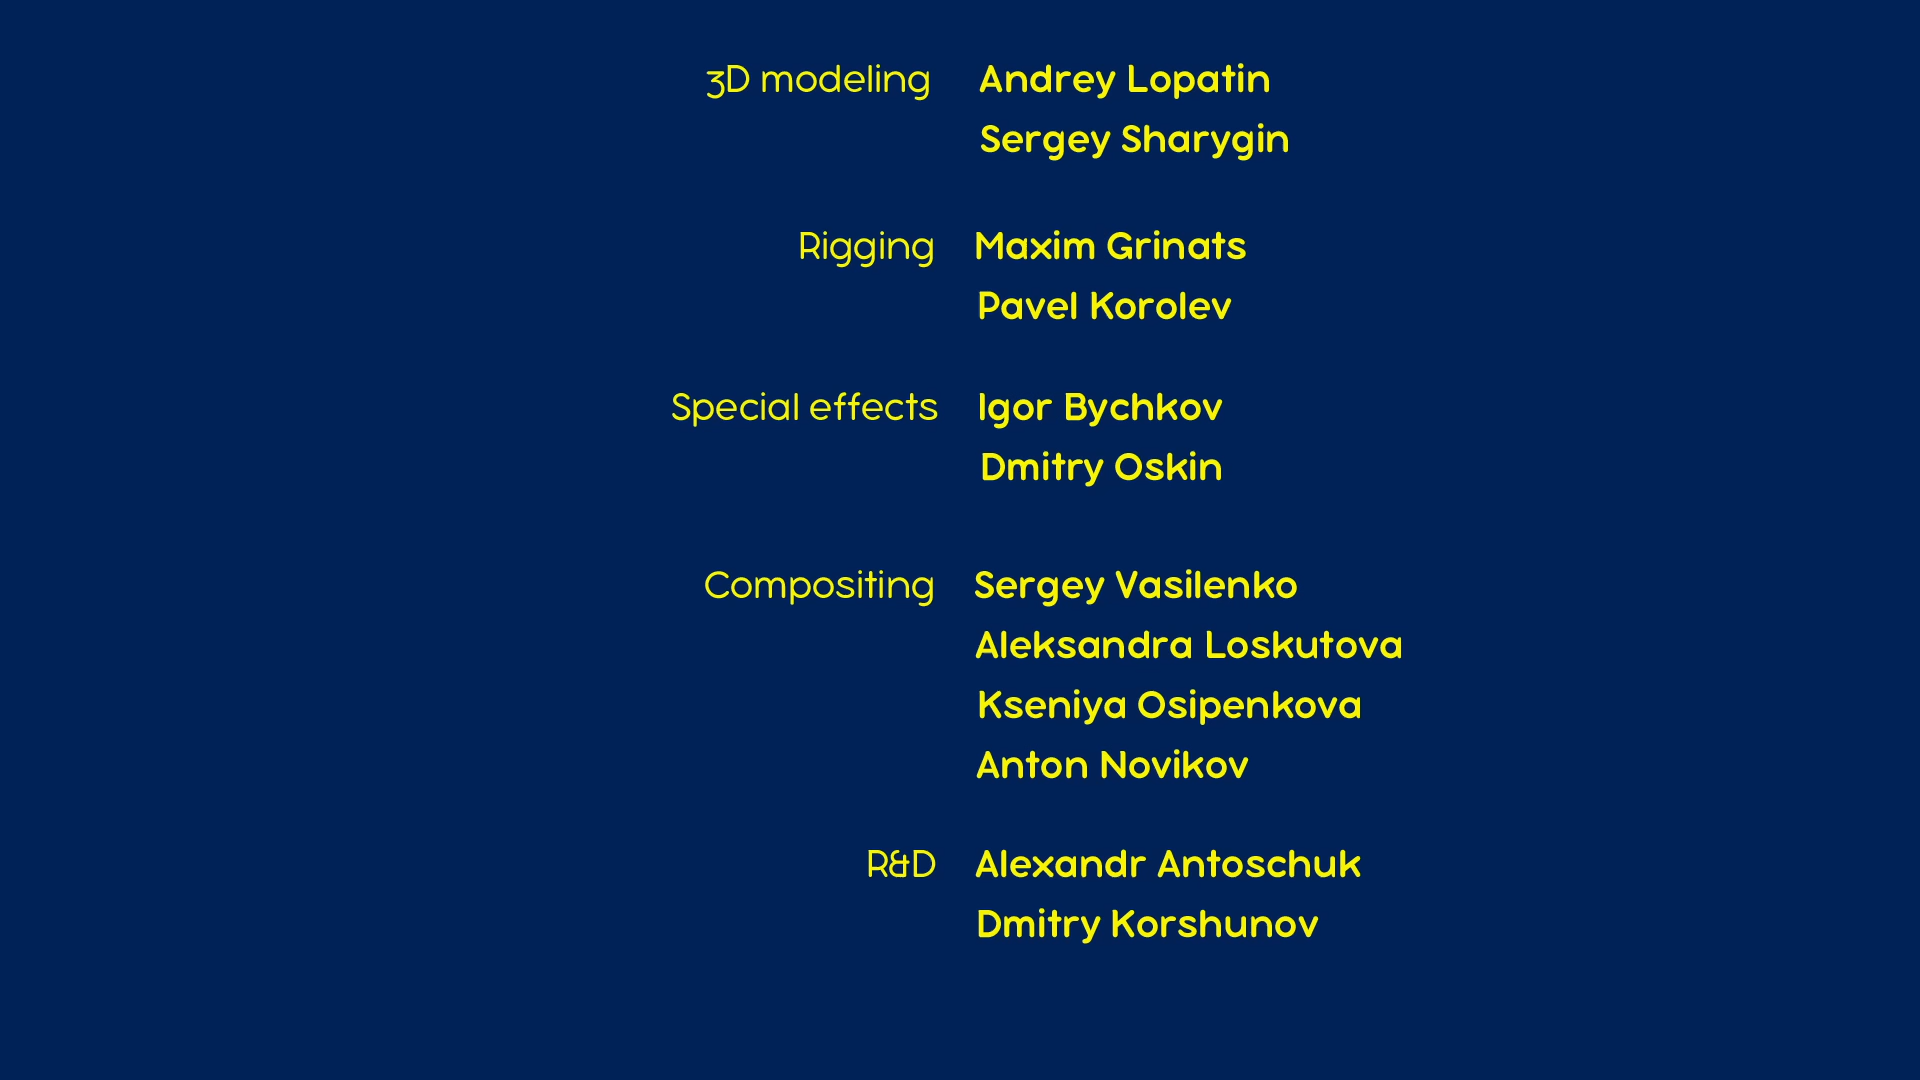 3D modeling Andrey Lopatin
Sergey Sharygin
Rigging Maxim Grinats
Pavel Korolev
Special effects Igor Bychkov
Dmitry Oskin
Compositing Sergey Vasilenko
Aleksandra Loskutova
Kseniya Osipenkova
Anton Novikov
R&D Alexandr Antoschuk
Dmitry Korshunov